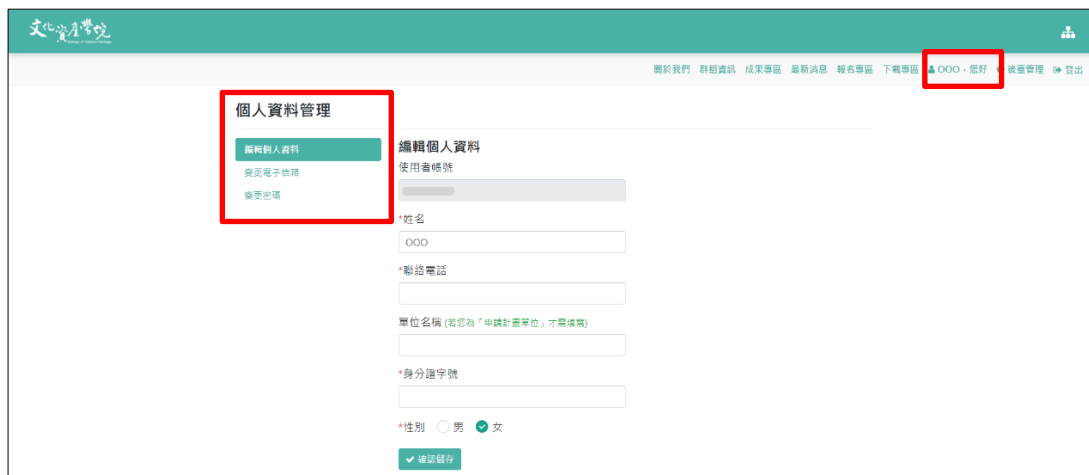 文化資產學院
關於我們 群組資訊 成果專區 最新消息 報名專區 下載專區 OOO，您好 後臺管理 登出
個人資料管理
編輯個人資料
變更電子信箱
變更密碼
編輯個人資料
使用者帳號
*姓名
OOO
*聯絡電話
單位名稱 (若您為「申請計畫單位」才需填寫)
*身分證字號
*性別 男 女
確認儲存